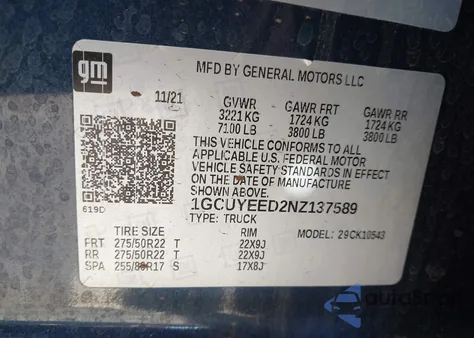 gm
MFD BY GENERAL MOTORS LLC
11/21 GVWR GAWR FRT GAWR RR
3221 KG 1724 KG 1724 KG
7100 LB 3800 LB 3800 LB
THIS VEHICLE CONFORMS TO ALL
APPLICABLE U.S. FEDERAL MOTOR
VEHICLE SAFETY STANDARDS IN EFFECT
ON THE DATE OF MANUFACTURE
1GCUYEED2NZ137589
619D TYPE: TRUCK
TIRE SIZE RIM MODEL: 29CK10543
FRT 275/50R22 T 22X9J
RR 275/50R22 T 22X9J
SPA 255/80R17 S 17X8J